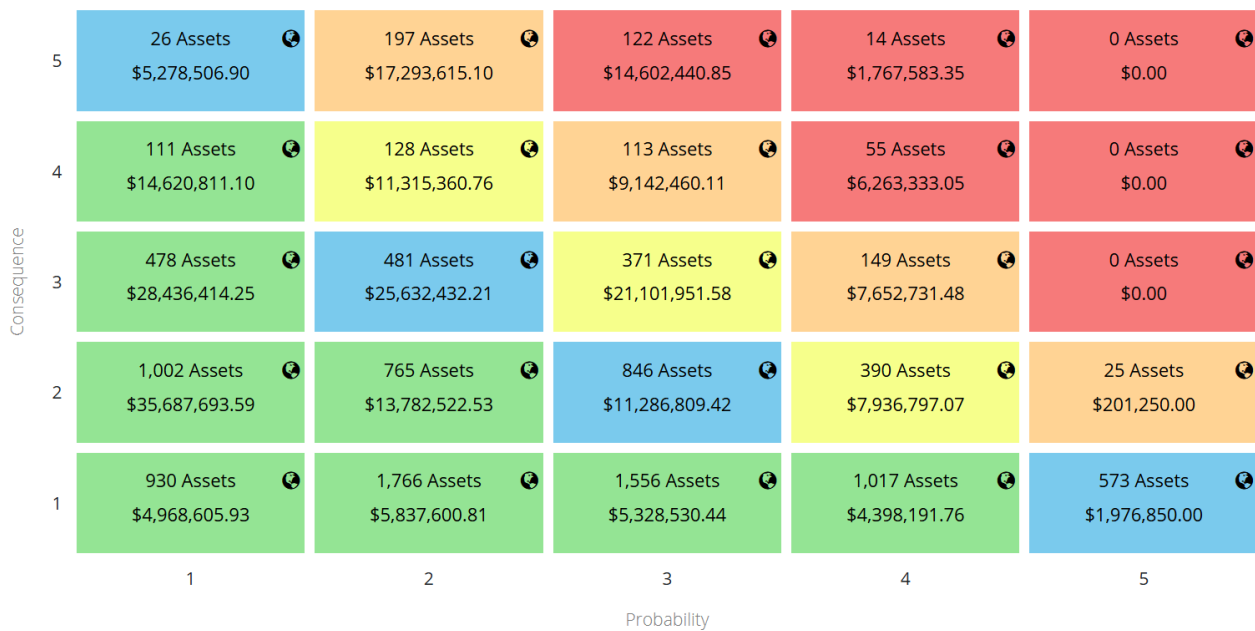 5
26 Assets
$5,278,506.90
197 Assets
$17,293,615.10
122 Assets
$14,602,440.85
14 Assets
$1,767,583.35
0 Assets
$0.00
4
111 Assets
$14,620,811.10
128 Assets
$11,315,360.76
113 Assets
$9,142,460.11
55 Assets
$6,263,333.05
0 Assets
$0.00
Consequence
3
478 Assets
$28,436,414.25
481 Assets
$25,632,432.21
371 Assets
$21,101,951.58
149 Assets
$7,652,731.48
0 Assets
$0.00
2
1,002 Assets
$35,687,693.59
765 Assets
$13,782,522.53
846 Assets
$11,286,809.42
390 Assets
$7,936,797.07
25 Assets
$201,250.00
1
930 Assets
$4,968,605.93
1,766 Assets
$5,837,600.81
1,556 Assets
$5,328,530.44
1,017 Assets
$4,398,191.76
573 Assets
$1,976,850.00
1 2 3 4 5
Probability